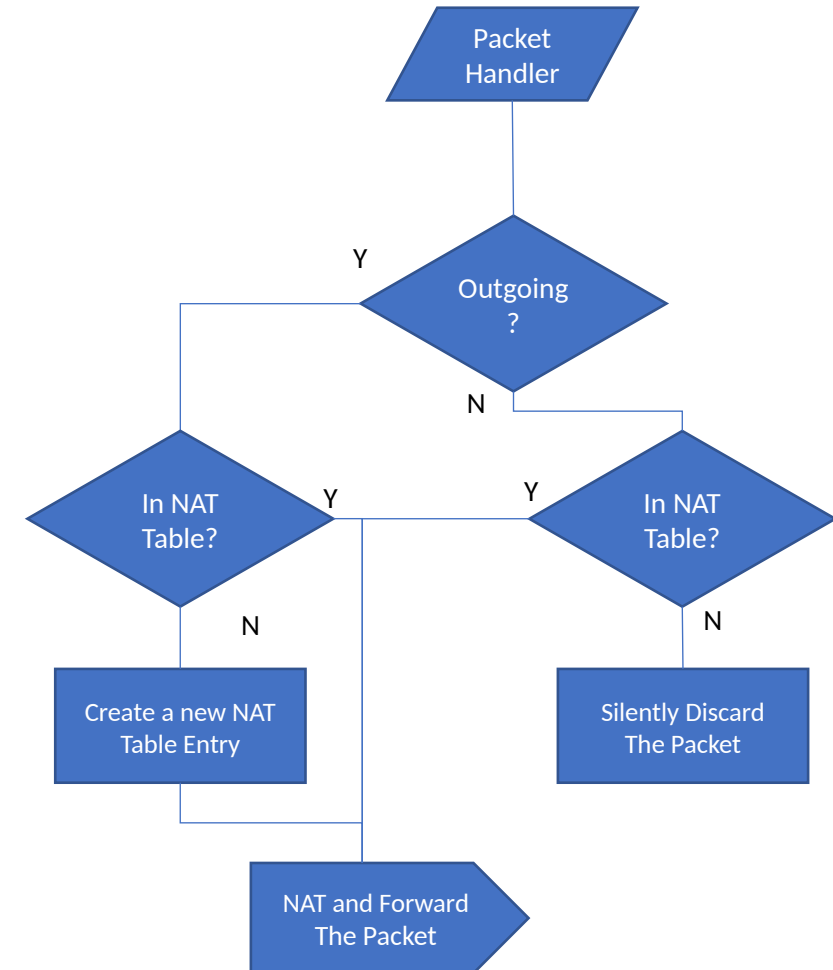 Packet
Handler
Y
Outgoing
?
N
In NAT
Table?
Y
Y
In NAT
Table?
N
N
Create a new NAT
Table Entry
Silently Discard
The Packet
NAT and Forward
The Packet